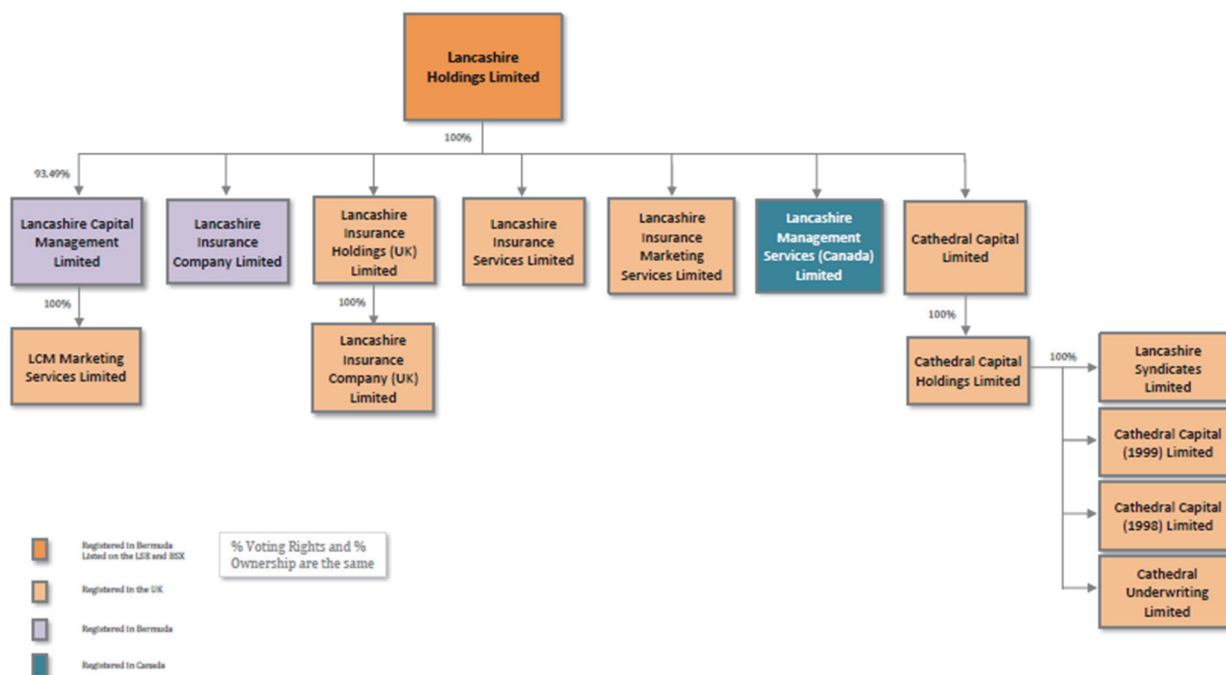 Lancashire
Holdings Limited
100%
93.49%
Lancashire Capital
Management
Limited
Lancashire
Insurance
Company Limited
Lancashire
Insurance
Holdings (UK)
Limited
Lancashire
Insurance
Services Limited
Lancashire
Insurance
Marketing
Services Limited
Lancashire
Management
Services (Canada)
Limited
Cathedral Capital
Limited
100%
100%
100%
LCM Marketing
Services Limited
Lancashire
Insurance
Company (UK)
Limited
Cathedral Capital
Holdings Limited
100%
Lancashire
Syndicates
Limited
Cathedral Capital
(1999) Limited
Cathedral Capital
(1998) Limited
Cathedral
Underwriting
Limited
Registered in Bermuda
Listed on the LSE and BSX
% Voting Rights and %
Ownership are the same
Registered in the UK
Registered in Bermuda
Registered in Canada